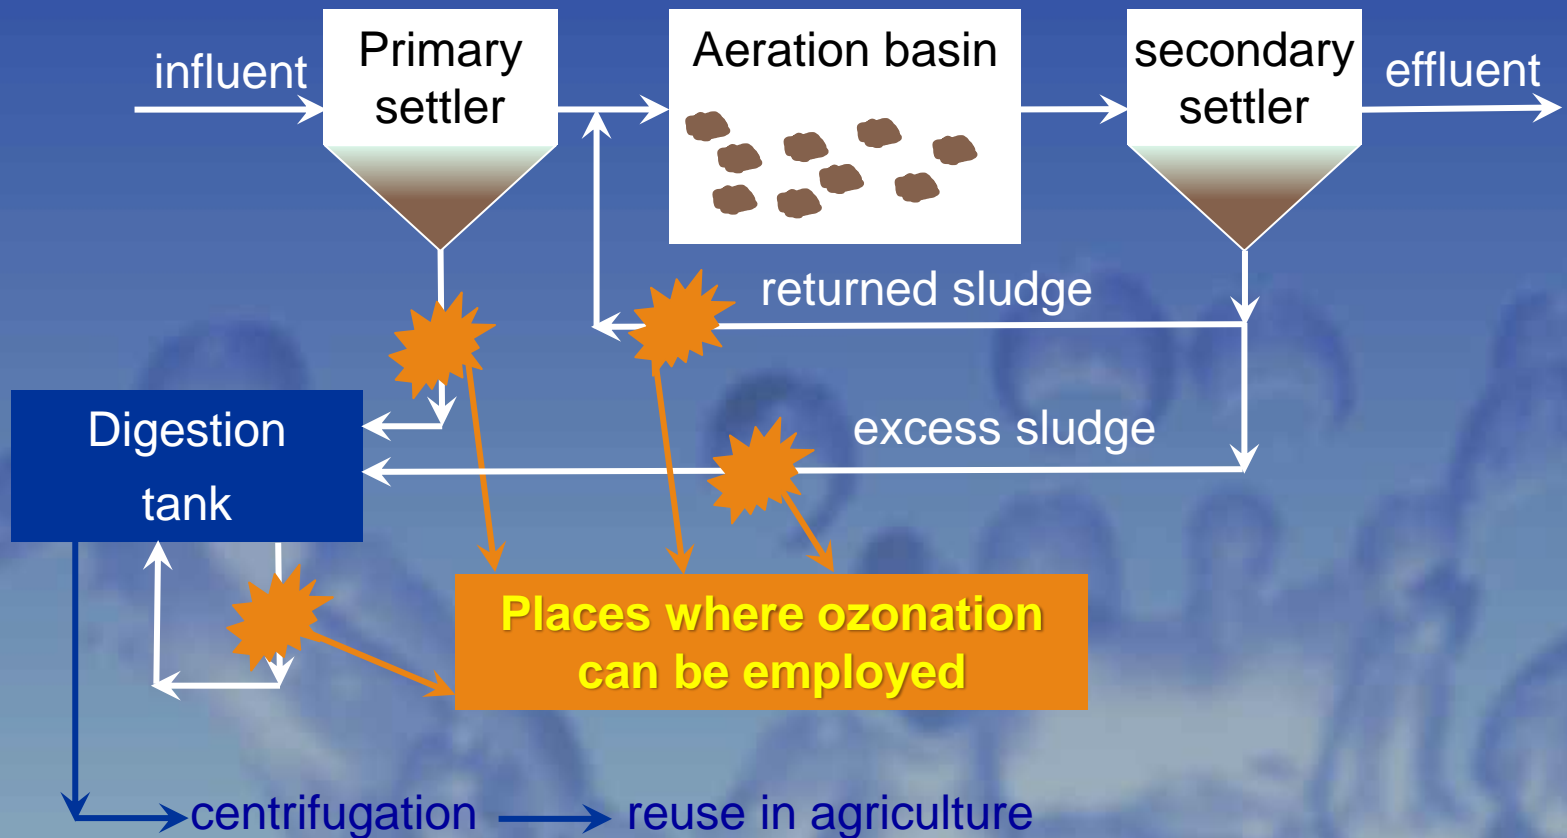 influent
Primary
settler
Aeration basin
secondary
settler
effluent
returned sludge
excess sludge
Digestion
tank
Places where ozonation
can be employed
centrifugation
reuse in agriculture